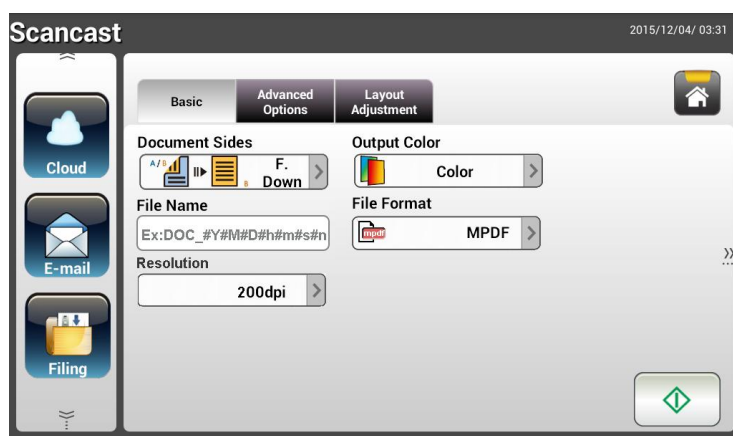 Scancast
2015/12/04/ 03:31
Cloud
E-mail
Filing
Basic
Advanced
Options
Layout
Adjustment
Document Sides
A/B
B
F.
Down
Output Color
Color
File Name
Ex:DOC_#Y#M#D#h#m#s#n
File Format
mpdf
MPDF
Resolution
200dpi